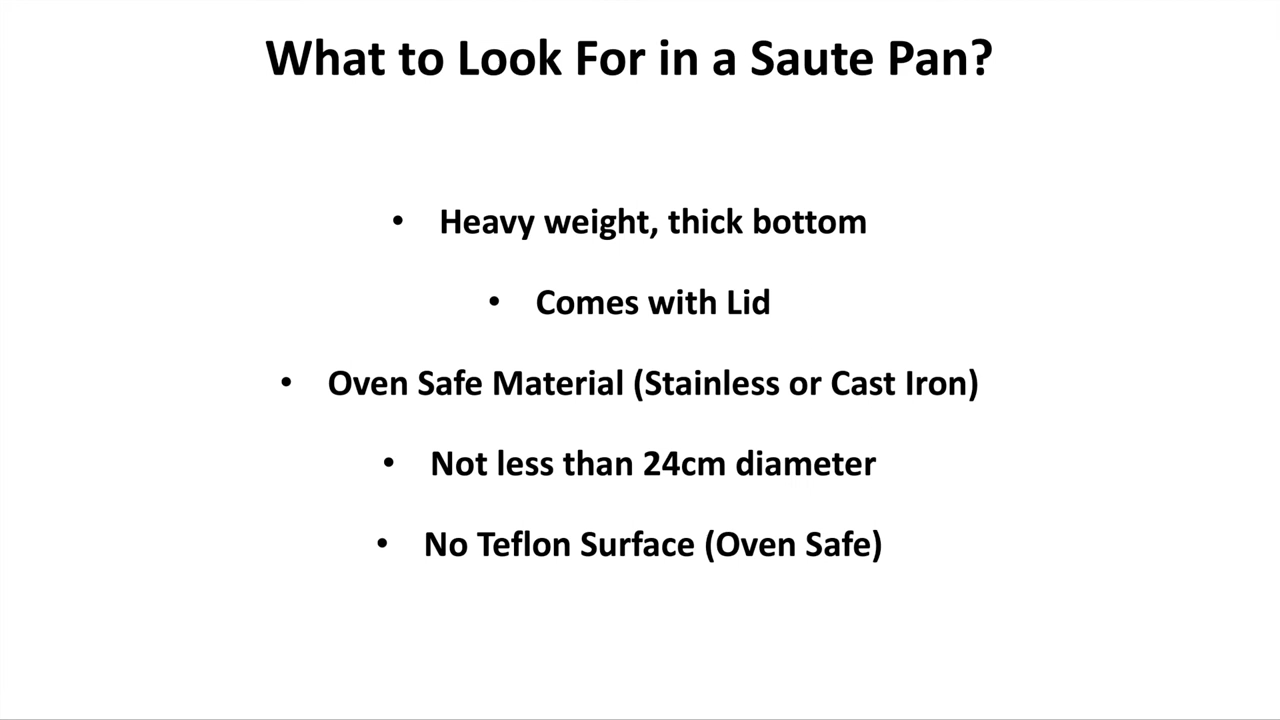 What to Look For in a Saute Pan?
• Heavy weight, thick bottom
• Comes with Lid
• Oven Safe Material (Stainless or Cast Iron)
• Not less than 24cm diameter
• No Teflon Surface (Oven Safe)